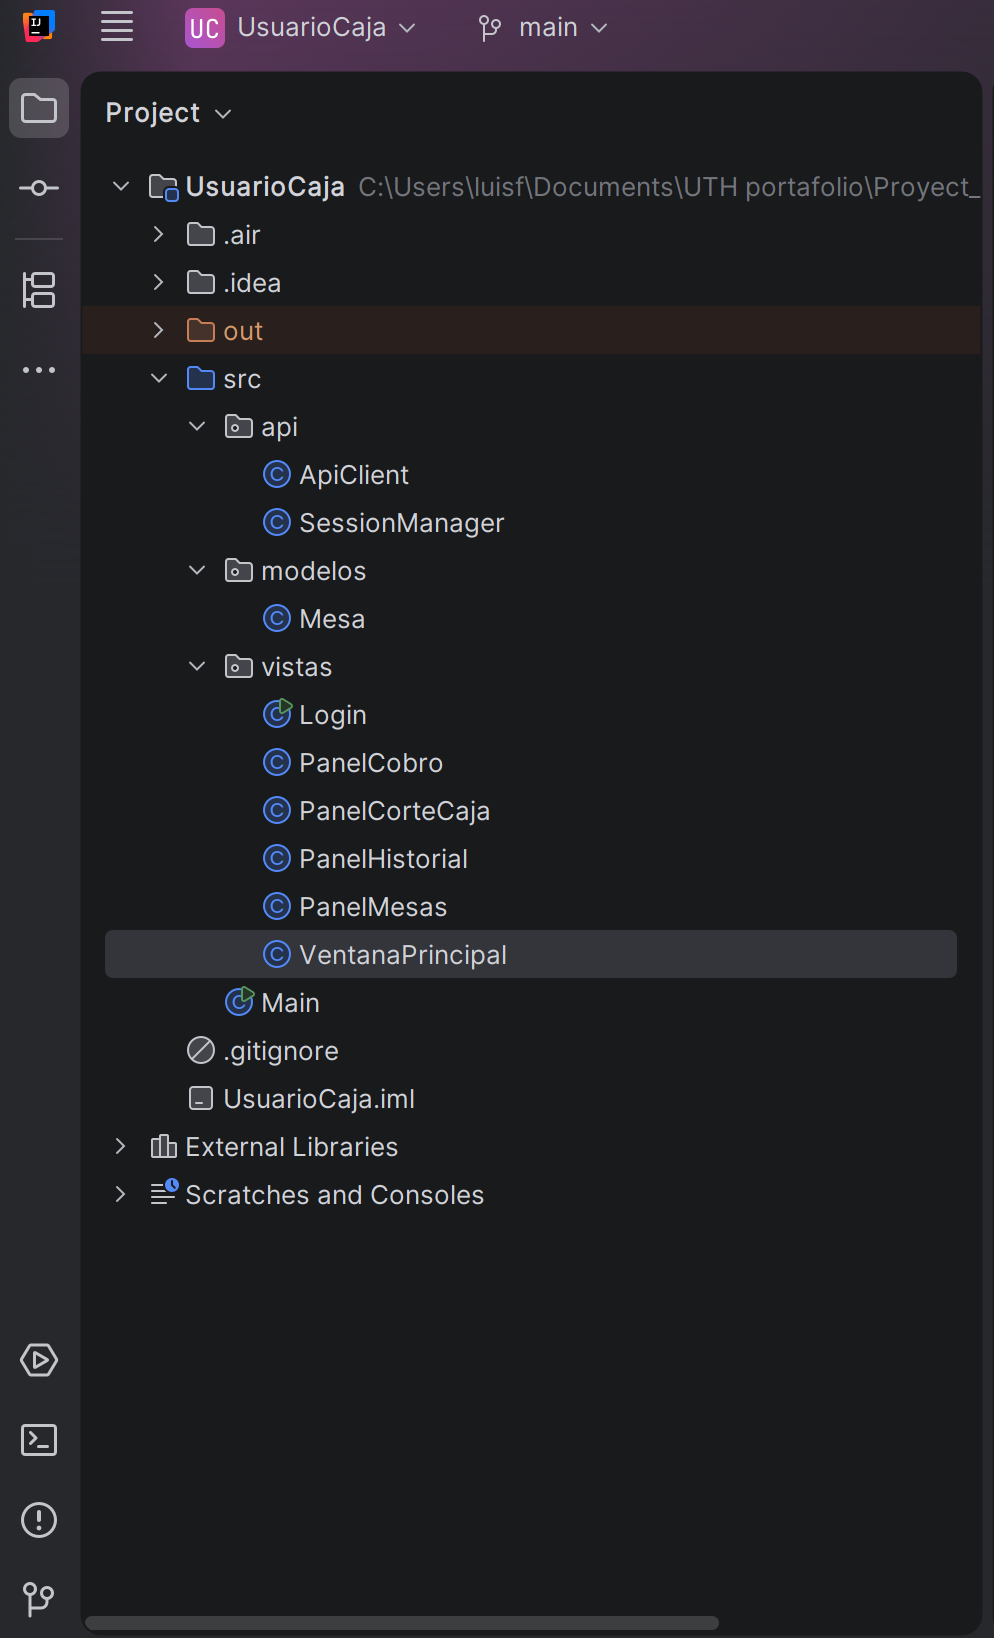 UC UsuarioCaja main
Project
UsuarioCaja C:\Users\luisf\Documents\UTH portafolio\Proyect_
.air
.idea
out
src
api
ApiClient
SessionManager
modelos
Mesa
vistas
Login
PanelCobro
PanelCorteCaja
PanelHistorial
PanelMesas
VentanaPrincipal
Main
.gitignore
UsuarioCaja.iml
External Libraries
Scratches and Consoles